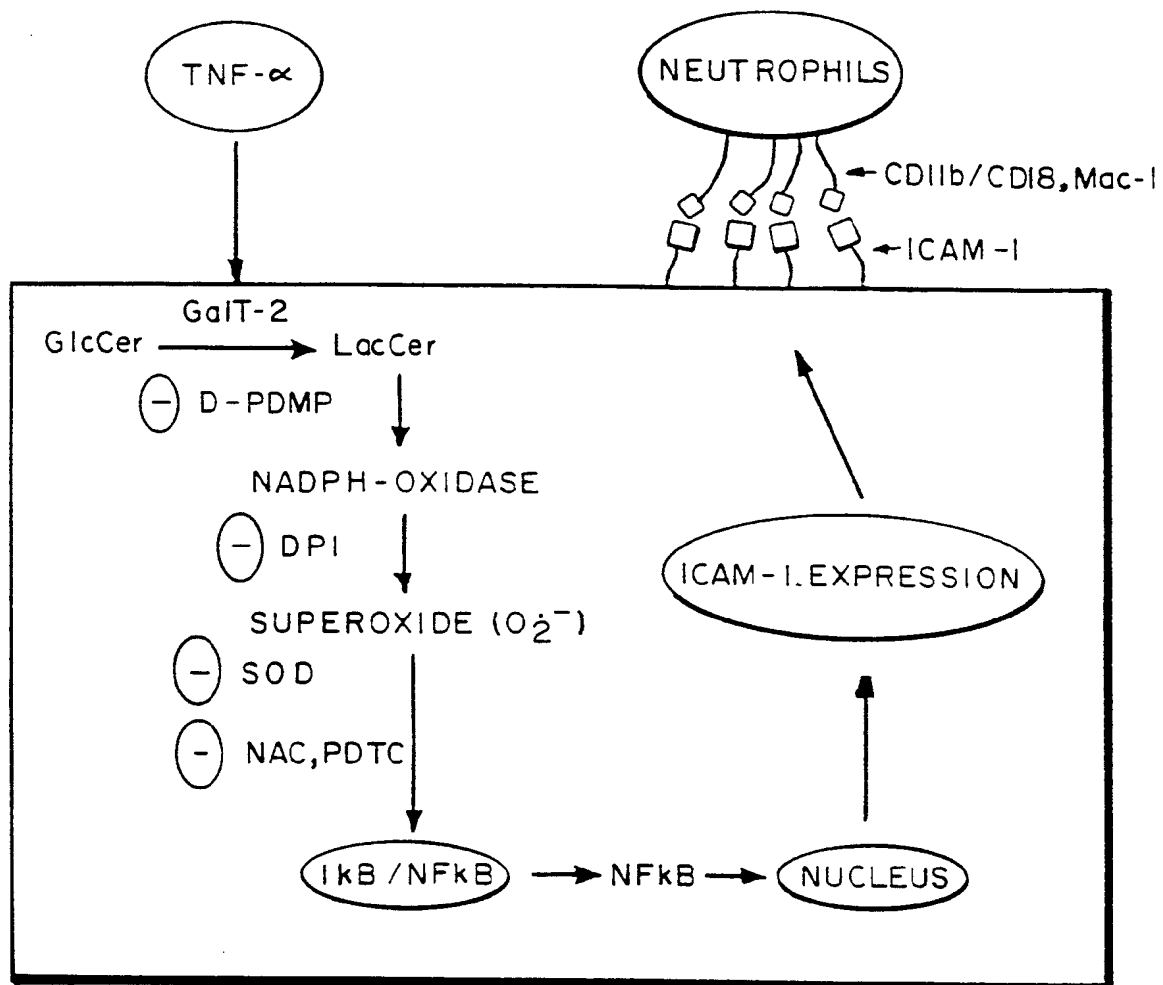 TNF-α
NEUTROPHILS
CD11b/CD18, Mac-1
ICAM-1
GalT-2
GlcCer
LacCer
− D-PDMP
NADPH-OXIDASE
− DPI
SUPEROXIDE (O2̇⁻)
− SOD
− NAC, PDTC
ICAM-1 EXPRESSION
IkB/NFkB
NFkB
NUCLEUS